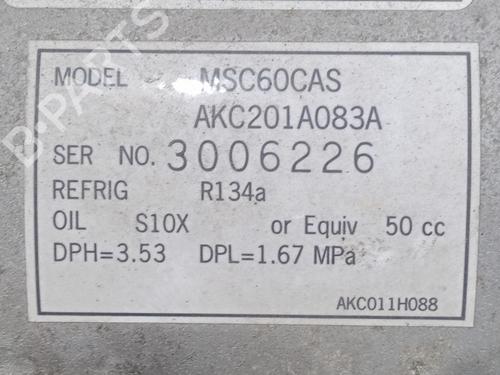 B-PARTS
MODEL MSC60CAS
AKC201A083A
SER NO. 3006226
REFRIG R134a
OIL S10X or Equiv 50 cc
DPH=3.53 DPL=1.67 MPa
AKC011H088